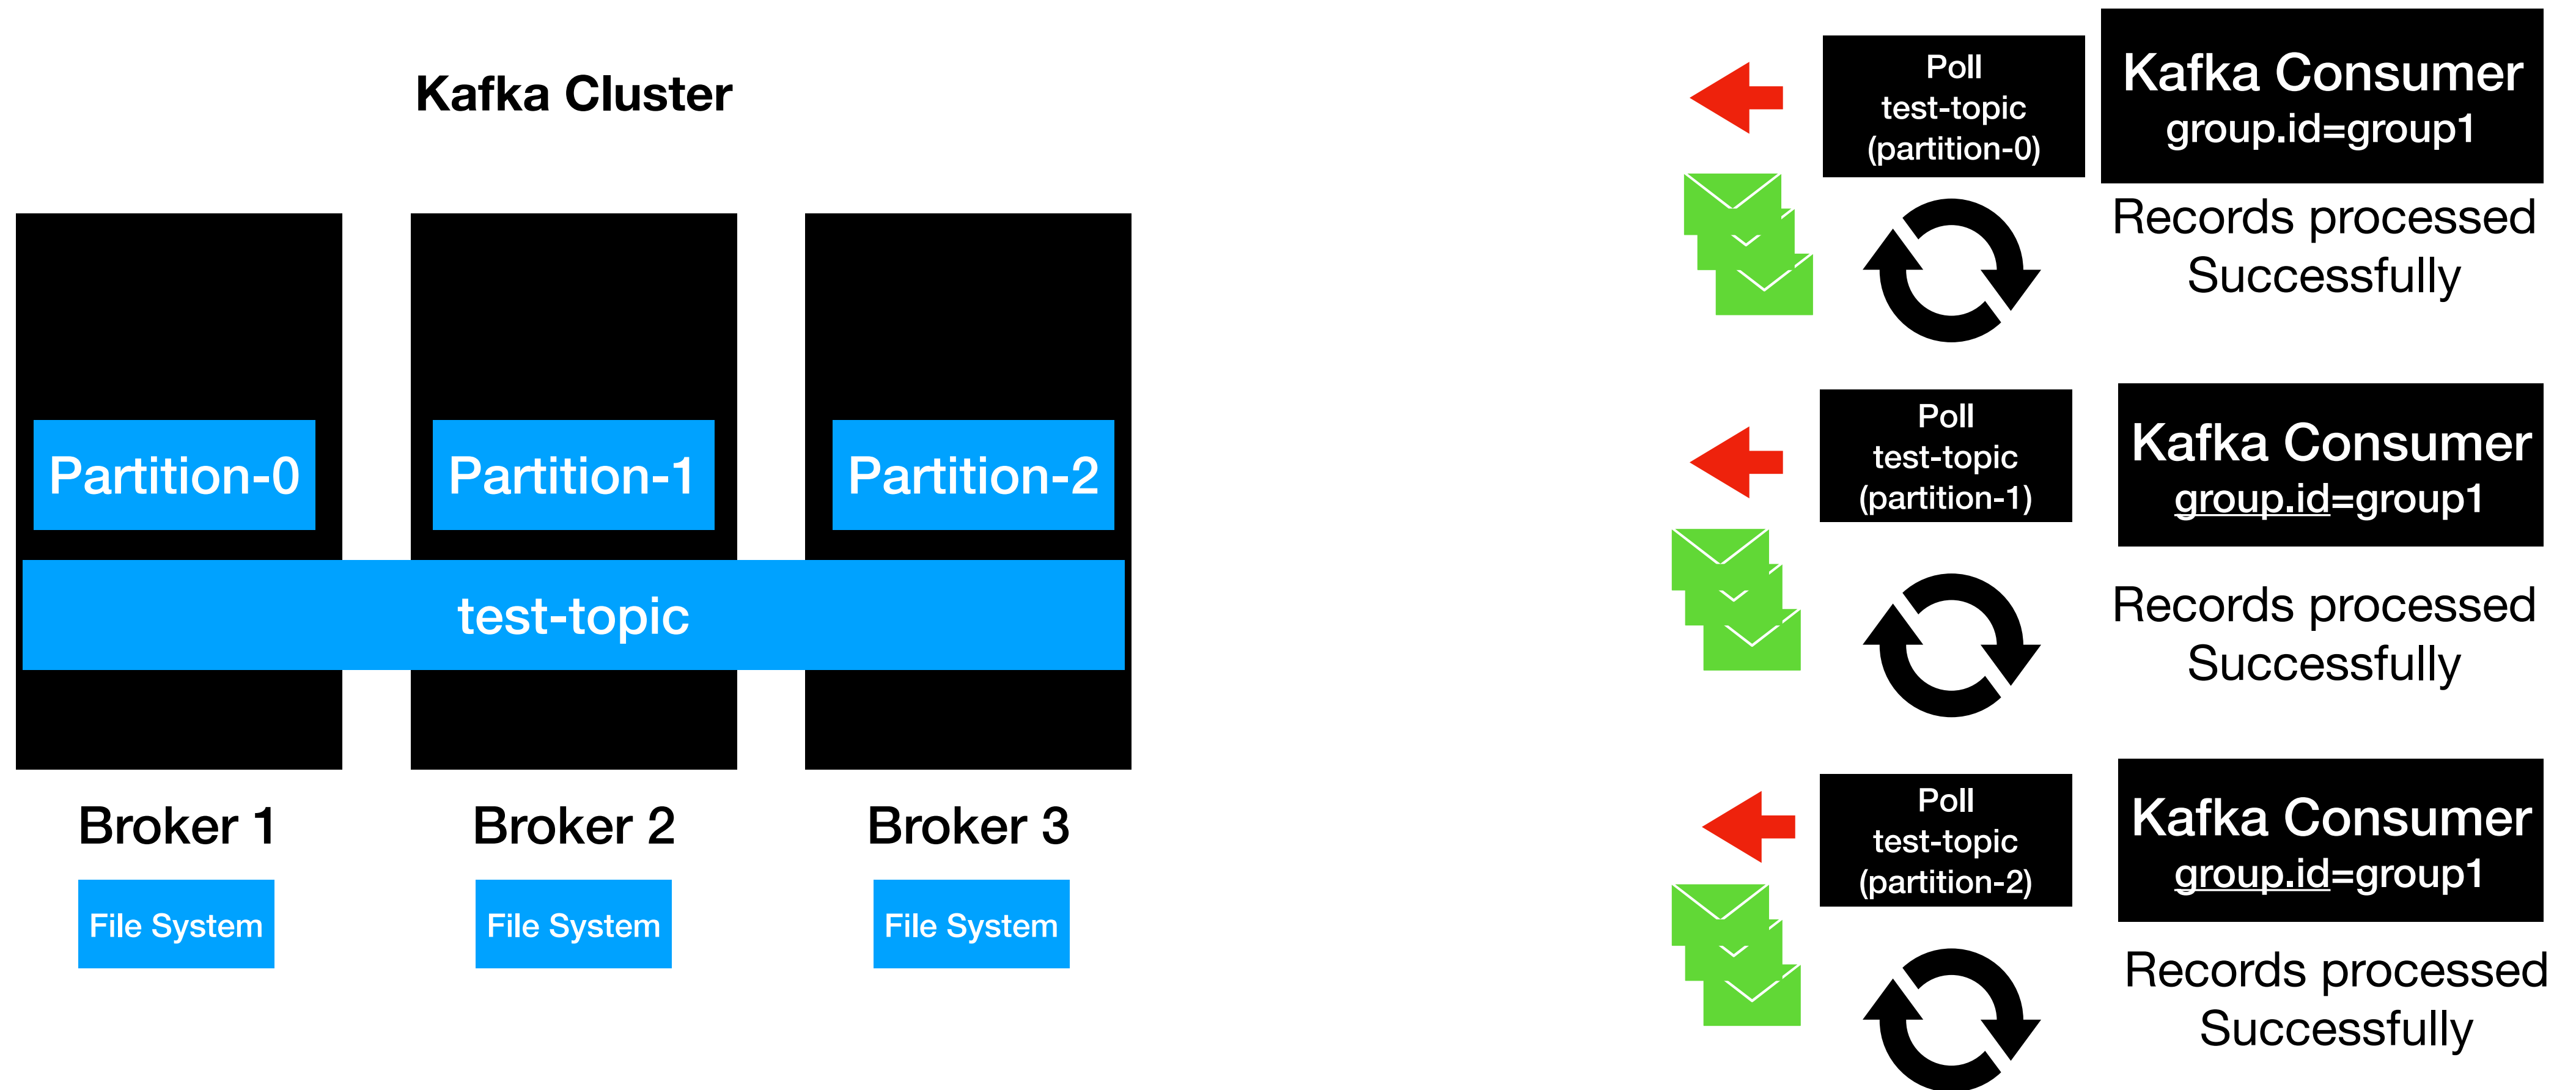 Kafka Cluster
Partition-0
Partition-1
Partition-2
test-topic
Broker 1
Broker 2
Broker 3
File System
File System
File System
Poll
test-topic
(partition-0)
Kafka Consumer
group.id=group1
Records processed
Successfully
Poll
test-topic
(partition-1)
Kafka Consumer
group.id=group1
Records processed
Successfully
Poll
test-topic
(partition-2)
Kafka Consumer
group.id=group1
Records processed
Successfully